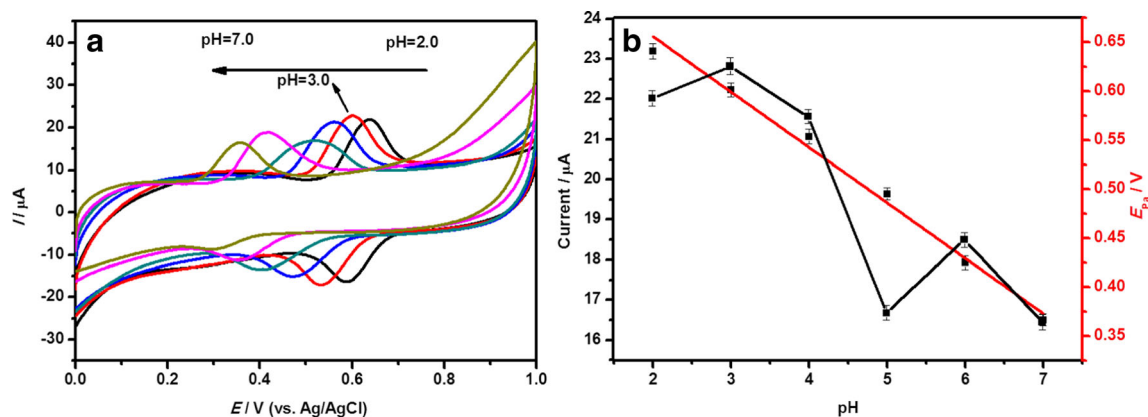 a
pH=7.0 pH=2.0
pH=3.0
40
30
20
10
0
-10
-20
-30
I / μA
0.0 0.2 0.4 0.6 0.8 1.0
E / V (vs. Ag/AgCl)
b
24
23
22
21
20
19
18
17
16
Current / μA
2 3 4 5 6 7
pH
0.65
0.60
0.55
0.50
0.45
0.40
0.35
Epa / V